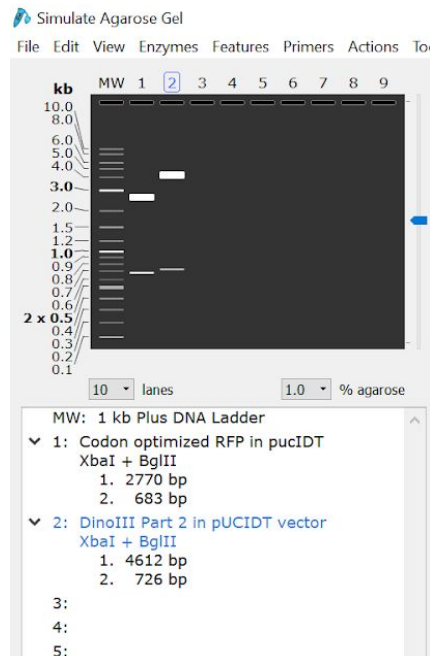 Simulate Agarose Gel
File Edit View Enzymes Features Primers Actions
kb MW 1 2 3 4 5 6 7 8 9
10.0
8.0
6.0
5.0
4.0
3.0
2.0
1.5
1.2
1.0
0.9
0.8
0.7
0.6
2 x 0.5
0.4
0.3
0.2
0.1
10 lanes 1.0 % agarose
MW: 1 kb Plus DNA Ladder
1: Codon optimized RFP in pucIDT
XbaI + BglII
1. 2770 bp
2. 683 bp
2: DinoIII Part 2 in pUCIDT vector
XbaI + BglII
1. 4612 bp
2. 726 bp
3:
4:
5: